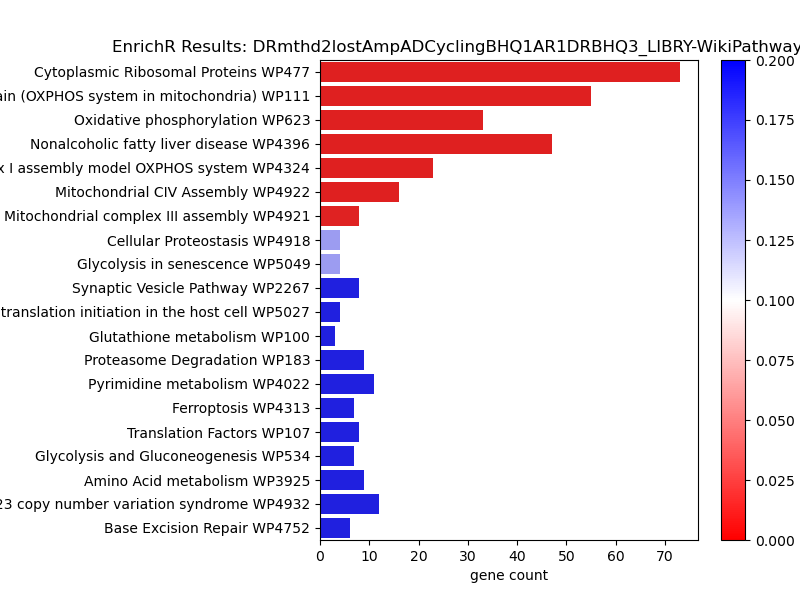 EnrichR Results: DRmthd2lostAmpADCyclingBHQ1AR1DRBHQ3_LIBRY-WikiPathway
Cytoplasmic Ribosomal Proteins WP477
ain (OXPHOS system in mitochondria) WP111
Oxidative phosphorylation WP623
Nonalcoholic fatty liver disease WP4396
x I assembly model OXPHOS system WP4324
Mitochondrial CIV Assembly WP4922
Mitochondrial complex III assembly WP4921
Cellular Proteostasis WP4918
Glycolysis in senescence WP5049
Synaptic Vesicle Pathway WP2267
translation initiation in the host cell WP5027
Glutathione metabolism WP100
Proteasome Degradation WP183
Pyrimidine metabolism WP4022
Ferroptosis WP4313
Translation Factors WP107
Glycolysis and Gluconeogenesis WP534
Amino Acid metabolism WP3925
23 copy number variation syndrome WP4932
Base Excision Repair WP4752
0 10 20 30 40 50 60 70
gene count
0.200
0.175
0.150
0.125
0.100
0.075
0.050
0.025
0.000